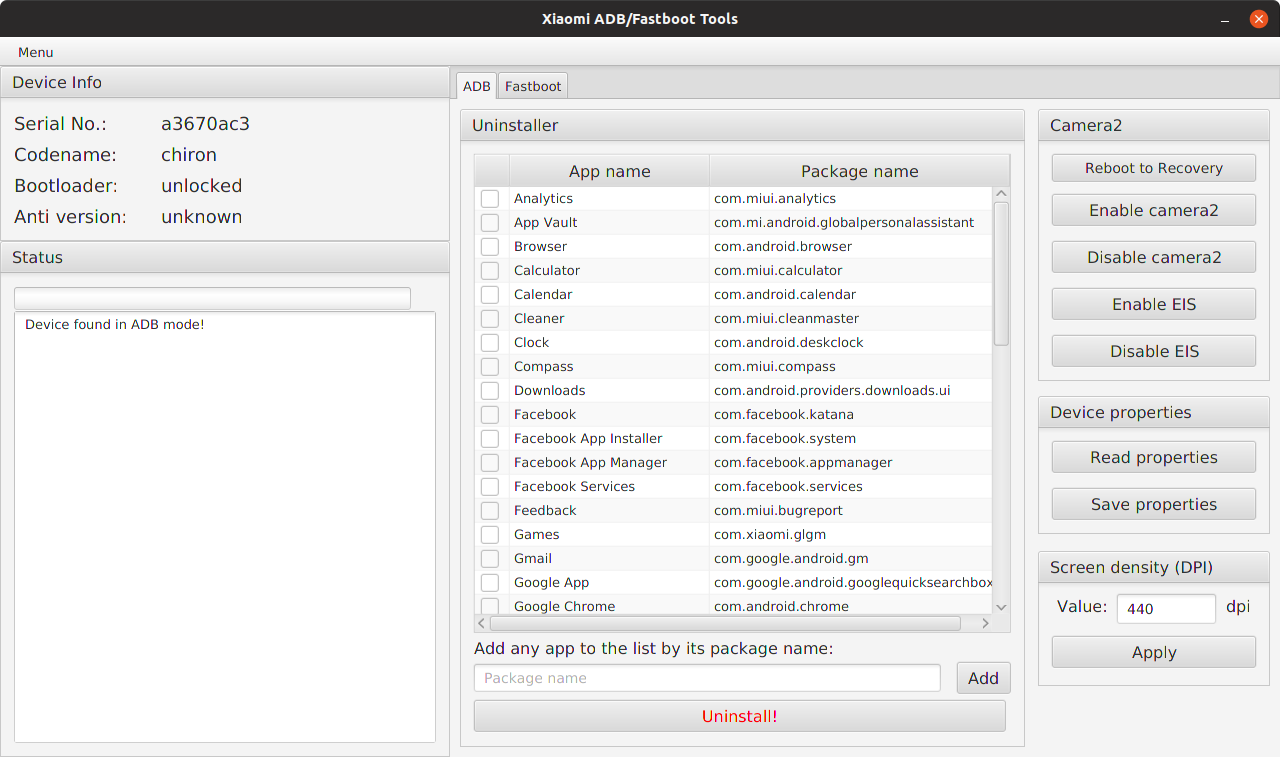 Xiaomi ADB/Fastboot Tools
Menu
Device Info
Serial No.: a3670ac3
Codename: chiron
Bootloader: unlocked
Anti version: unknown
Status
Device found in ADB mode!
ADB Fastboot
Uninstaller
App name Package name
Analytics com.miui.analytics
App Vault com.mi.android.globalpersonalassistant
Browser com.android.browser
Calculator com.miui.calculator
Calendar com.android.calendar
Cleaner com.miui.cleanmaster
Clock com.android.deskclock
Compass com.miui.compass
Downloads com.android.providers.downloads.ui
Facebook com.facebook.katana
Facebook App Installer com.facebook.system
Facebook App Manager com.facebook.appmanager
Facebook Services com.facebook.services
Feedback com.miui.bugreport
Games com.xiaomi.glgm
Gmail com.google.android.gm
Google App com.google.android.googlequicksearchbox
Google Chrome com.android.chrome
Add any app to the list by its package name:
Package name Add
Uninstall!
Camera2
Reboot to Recovery
Enable camera2
Disable camera2
Enable EIS
Disable EIS
Device properties
Read properties
Save properties
Screen density (DPI)
Value: 440 dpi
Apply